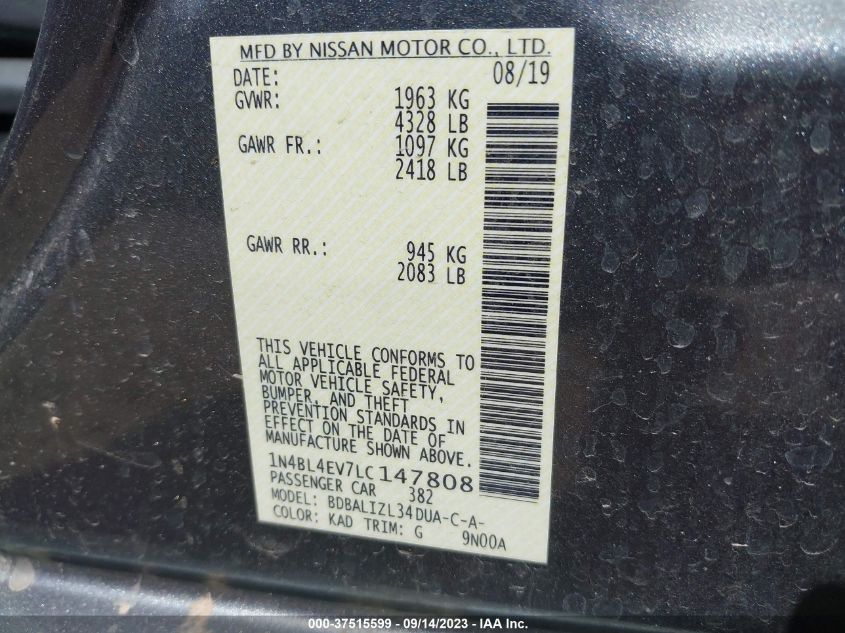 MFD BY NISSAN MOTOR CO., LTD.
DATE: 08/19
GVWR: 1963 KG
4328 LB
GAWR FR.: 1097 KG
2418 LB
GAWR RR.: 945 KG
2083 LB
THIS VEHICLE CONFORMS TO
ALL APPLICABLE FEDERAL
MOTOR VEHICLE SAFETY,
BUMPER, AND THEFT
PREVENTION STANDARDS IN
EFFECT ON THE DATE OF
MANUFACTURE SHOWN ABOVE.
1N4BL4EV7LC147808
PASSENGER CAR 382
MODEL: BDBALIZL34DUA-C-A-
COLOR: KAD TRIM: G 9N00A
000-37515599 - 09/14/2023 - IAA Inc.